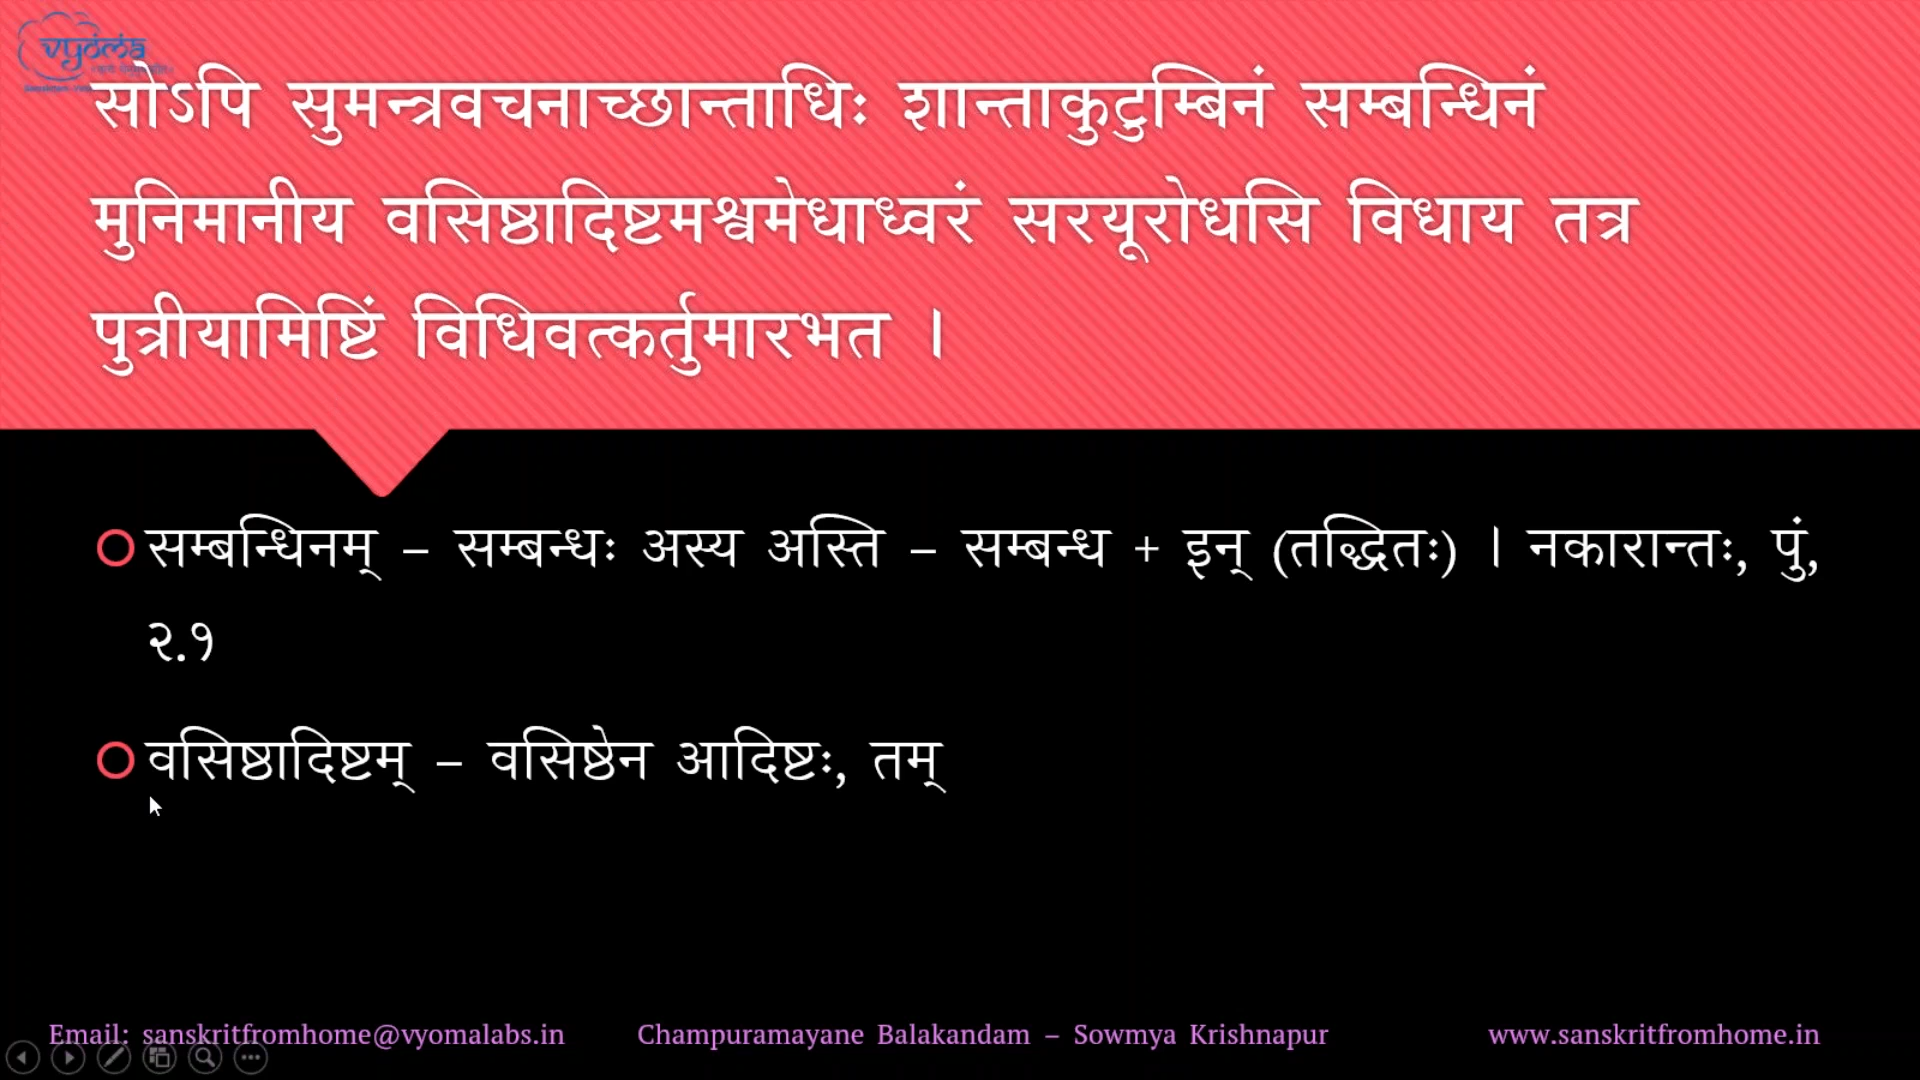 vyoma
सोऽपि सुमन्त्रवचनाच्छान्ताधिः शान्ताकुटुम्बिनं सम्बन्धिनं
मुनिमानीय वसिष्ठादिष्टमश्वमेधाध्वरं सरयूरोधसि विधाय तत्र
पुत्रीयामिष्टिं विधिवत्कर्तुमारभत ।
सम्बन्धिनम् – सम्बन्धः अस्य अस्ति – सम्बन्ध + इन् (तद्धितः) । नकारान्तः, पुं,
२.१
वसिष्ठादिष्टम् – वसिष्ठेन आदिष्टः, तम्
Email: sanskritfromhome@vyomalabs.in Champuramayane Balakandam – Sowmya Krishnapur www.sanskritfromhome.in